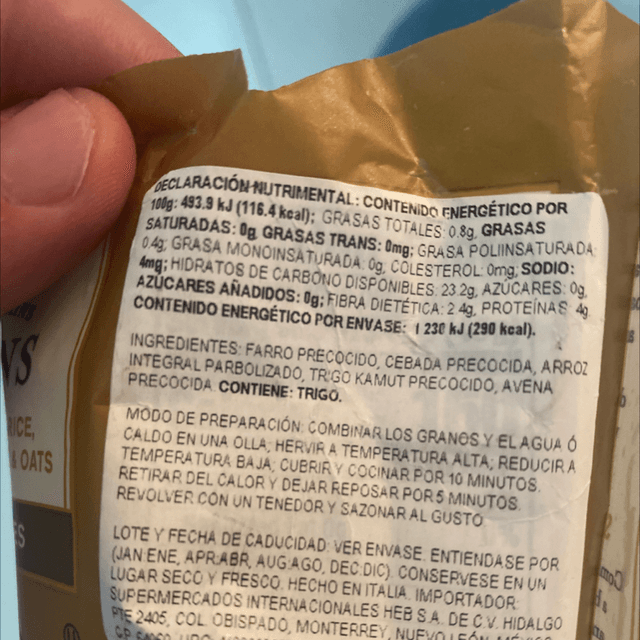 DECLARACIÓN NUTRIMENTAL: CONTENIDO ENERGÉTICO POR
100g: 493.9 kJ (116.4 kcal); GRASAS TOTALES: 0.8g, GRASAS
SATURADAS: 0g, GRASAS TRANS: 0mg; GRASA POLIINSATURADA:
0.4g; GRASA MONOINSATURADA: 0g, COLESTEROL: 0mg; SODIO:
4mg; HIDRATOS DE CARBONO DISPONIBLES: 23.2g, AZÚCARES: 0g,
AZÚCARES AÑADIDOS: 0g; FIBRA DIETÉTICA: 2.4g, PROTEÍNAS: 4g.
CONTENIDO ENERGÉTICO POR ENVASE: 1 230 kJ (290 kcal).
INGREDIENTES: FARRO PRECOCIDO, CEBADA PRECOCIDA, ARROZ
INTEGRAL PARBOLIZADO, TRIGO KAMUT PRECOCIDO, AVENA
PRECOCIDA. CONTIENE: TRIGO.
MODO DE PREPARACIÓN: COMBINAR LOS GRANOS Y EL AGUA Ó
CALDO EN UNA OLLA; HERVIR A TEMPERATURA ALTA; REDUCIR A
TEMPERATURA BAJA; CUBRIR Y COCINAR POR 10 MINUTOS.
RETIRAR DEL CALOR Y DEJAR REPOSAR POR 5 MINUTOS.
REVOLVER CON UN TENEDOR Y SAZONAR AL GUSTO
LOTE Y FECHA DE CADUCIDAD: VER ENVASE. ENTIENDASE POR
(JAN:ENE, APR:ABR, AUG:AGO, DEC:DIC). CONSERVESE EN UN
LUGAR SECO Y FRESCO. HECHO EN ITALIA. IMPORTADOR:
SUPERMERCADOS INTERNACIONALES HEB S.A. DE C.V. HIDALGO
PTE 2405, COL. OBISPADO, MONTERREY, NUEVO LEÓN, MÉXICO
RICE,
& OATS